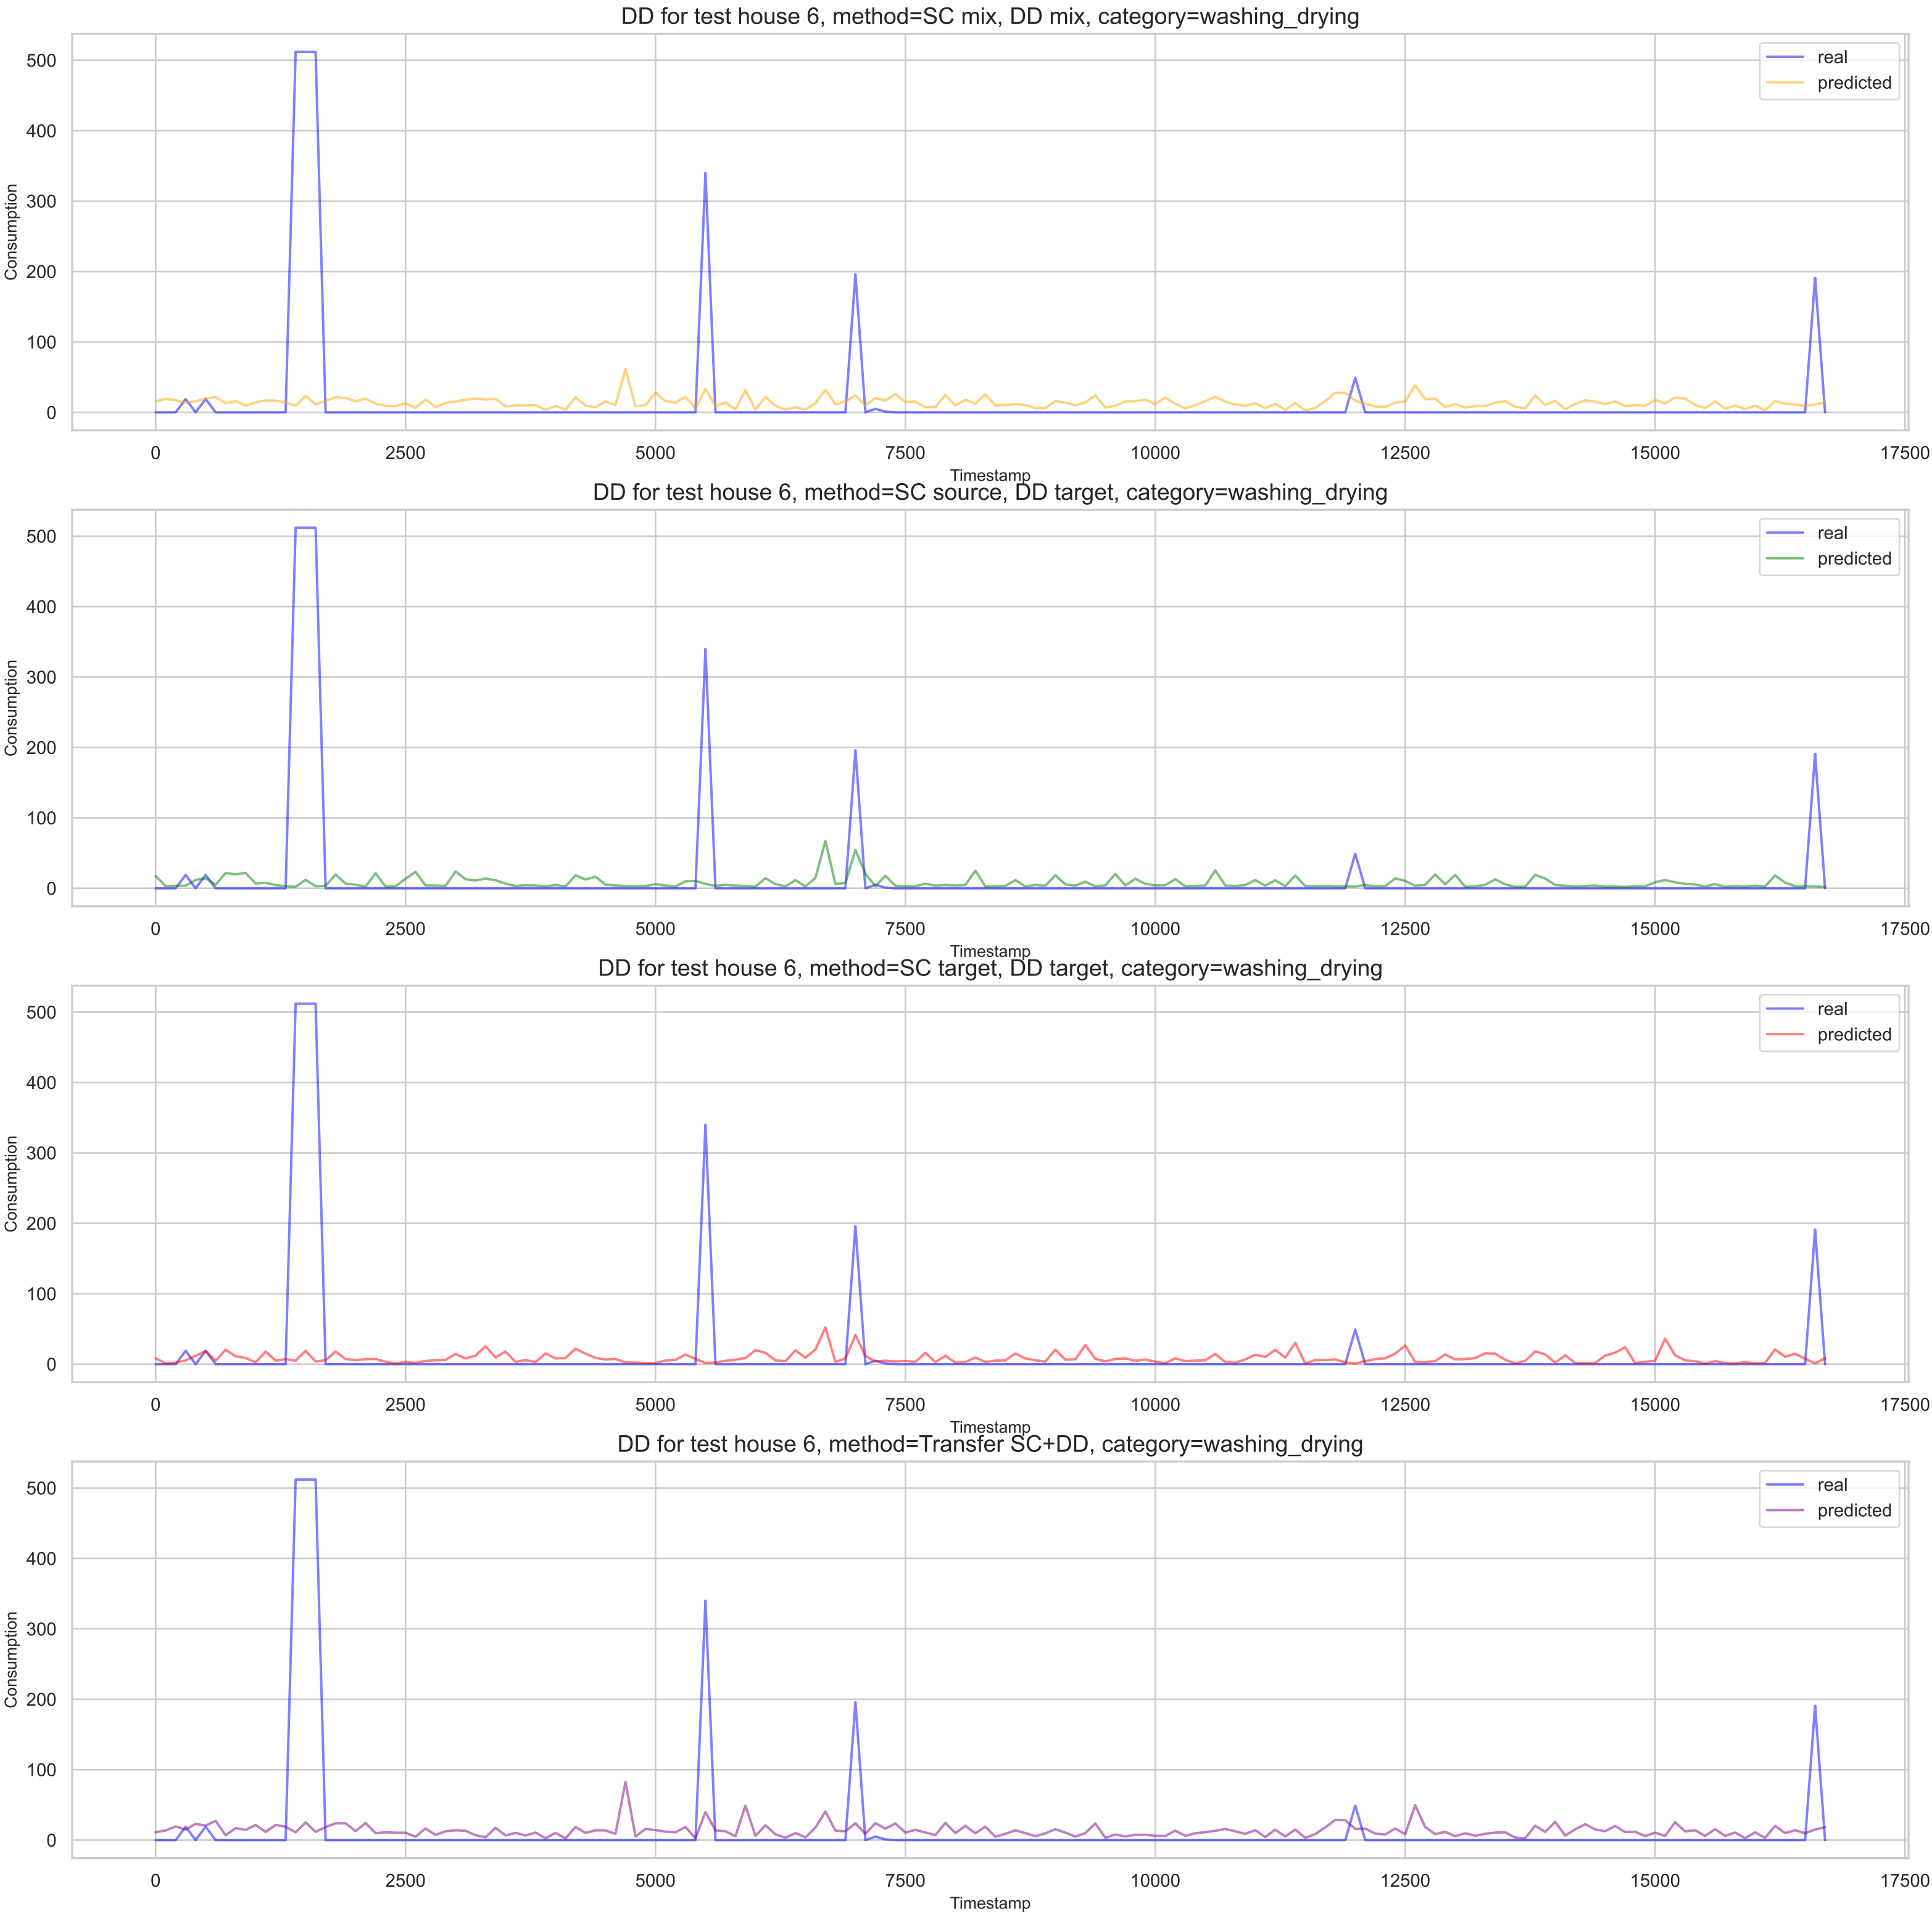 DD for test house 6, method=SC mix, DD mix, category=washing_drying
real
predicted
500
400
300
200
100
0
Consumption
0 2500 5000 7500 10000 12500 15000 17500
Timestamp
DD for test house 6, method=SC source, DD target, category=washing_drying
real
predicted
500
400
300
200
100
0
Consumption
0 2500 5000 7500 10000 12500 15000 17500
Timestamp
DD for test house 6, method=SC target, DD target, category=washing_drying
real
predicted
500
400
300
200
100
0
Consumption
0 2500 5000 7500 10000 12500 15000 17500
Timestamp
DD for test house 6, method=Transfer SC+DD, category=washing_drying
real
predicted
500
400
300
200
100
0
Consumption
0 2500 5000 7500 10000 12500 15000 17500
Timestamp